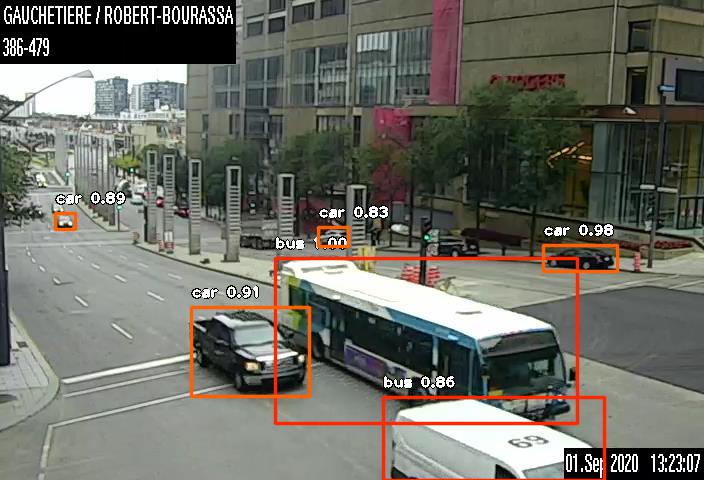 GAUCHETIERE / ROBERT-BOURASSA
386-479
car 0.89
car 0.83
bus 1.00
car 0.98
car 0.91
bus 0.86
69
01.Sep 2020 13:23:07